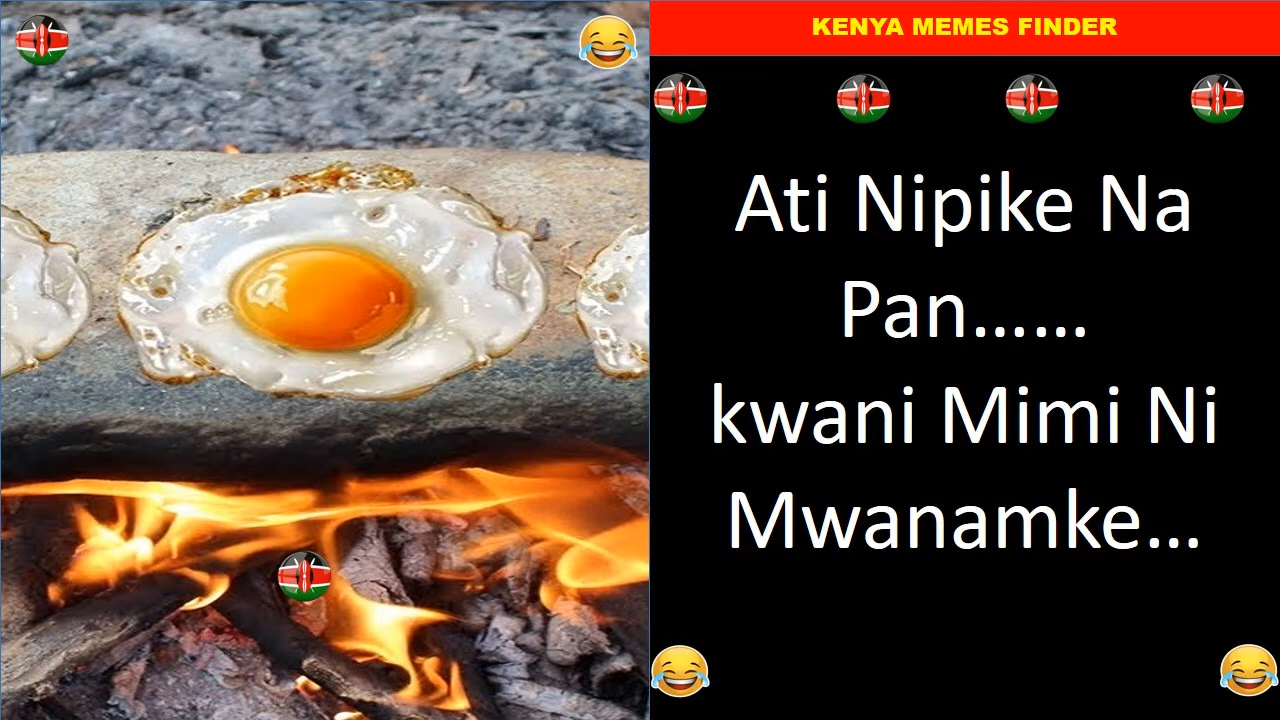 KENYA MEMES FINDER
Ati Nipike Na
Pan......
kwani Mimi Ni
Mwanamke...